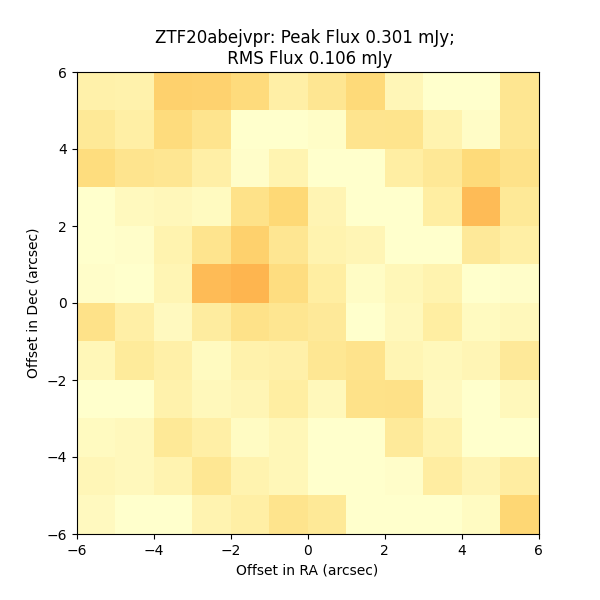 ZTF20abejvpr: Peak Flux 0.301 mJy;
RMS Flux 0.106 mJy
6
4
2
0
−2
−4
−6
Offset in Dec (arcsec)
−6 −4 −2 0 2 4 6
Offset in RA (arcsec)